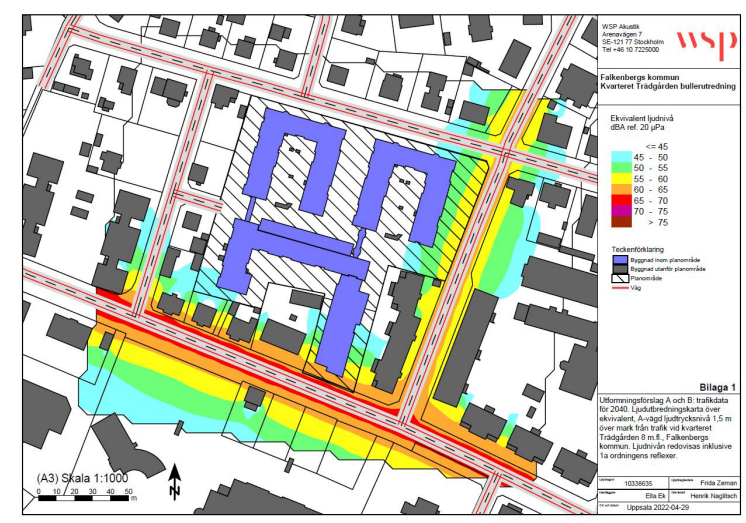 WSP Akustik
Arenavägen 7
SE-121 77 Stockholm
Tel +46 10 7225000
wsp
Falkenbergs kommun
Kvarteret Trädgården bullerutredning
Ekvivalent ljudnivå
dBA ref. 20 µPa
<= 45
45 - 50
50 - 55
55 - 60
60 - 65
65 - 70
70 - 75
> 75
Teckenförklaring
Byggnad inom planområde
Byggnad utanför planområde
Planområde
Väg
Bilaga 1
Utformningsförslag A och B: trafikdata
för 2040. Ljudutbredningskarta över
ekvivalent, A-vägd ljudtrycksnivå 1,5 m
över mark från trafik vid kvarteret
Trädgården 8 m.fl., Falkenbergs
kommun. Ljudnivån redovisas inklusive
1a ordningens reflexer.
10338635 Frida Zeman
Ella Ek Henrik Naglitsch
Uppsala 2022-04-29
(A3) Skala 1:1000
0 10 20 30 40 50
m
N